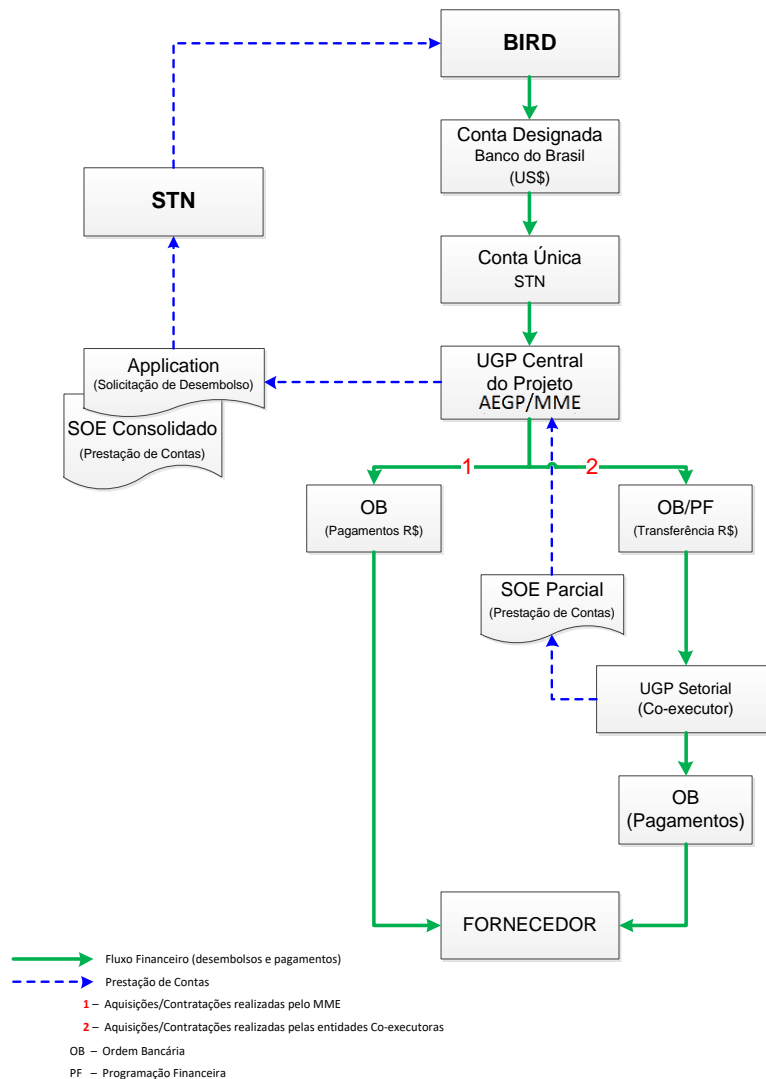 BIRD
Conta Designada
Banco do Brasil
(US$)
STN
Conta Única
STN
UGP Central
do Projeto
AEGP/MME
Application
(Solicitação de Desembolso)
SOE Consolidado
(Prestação de Contas)
1
2
OB
(Pagamentos R$)
OB/PF
(Transferência R$)
SOE Parcial
(Prestação de Contas)
UGP Setorial
(Co-executor)
OB
(Pagamentos)
FORNECEDOR
Fluxo Financeiro (desembolsos e pagamentos)
Prestação de Contas
1 – Aquisições/Contratações realizadas pelo MME
2 – Aquisições/Contratações realizadas pelas entidades Co-executoras
OB – Ordem Bancária
PF – Programação Financeira